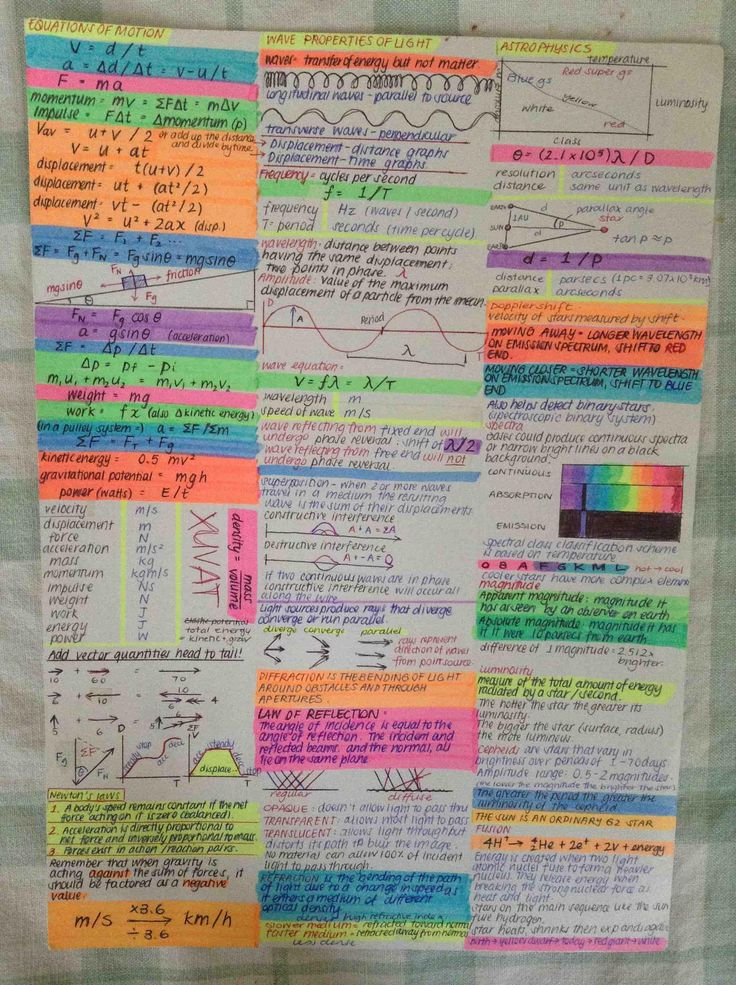 EQUATIONS OF MOTION
V = d/t
a = Δd/Δt = v-u/t
F = ma
momentum = mv = ΣFΔt = mΔv
Impulse = FΔt = Δmomentum (p)
Vav = u+v/2 or add up the distance and divide by time
V = u + at
displacement = t(u+v)/2
displacement = ut + (at²/2)
displacement = vt - (at²/2)
V² = u² + 2ax (disp.)
ΣF = F₁ + F₂...
ΣF = Fg + FN = Fg sinθ = mg sinθ
mg sinθ
FN
friction
θ
Fg
FN = Fg cosθ
a = g sinθ (acceleration)
ΣF = Δp/Δt
Δp = pf - pi
m₁u₁ + m₂u₂ = m₁v₁ + m₂v₂
weight = mg
work = fx (also Δkinetic energy)
(in a pulley system =) a = ΣF/Σm
ΣF = FT + Fg
kinetic energy = 0.5 mv²
gravitational potential = mgh
power (watts) = E/t
velocity m/s
displacement m
force N
acceleration m/s²
mass kg
momentum kgm/s
impulse Ns
weight N
work J
energy J
power W
XUVAT
density = mass/volume
total energy
kinetic + grav
Add vector quantities head to tail!
10 + 60 = 70
6 + 10 = 4
5 + 6 =
Fg
ΣF
FN
D
steady
stop
acc
decl
T
V
acc
steady
decel
displace
stop
T
Newton's laws
1. A body's speed remains constant if the net
force acting on it is zero (balanced).
2. Acceleration is directly proportional to
net force and inversely proportional to mass.
3. Forces exist in action/reaction pairs.
Remember that when gravity is
acting against the sum of forces, it
should be factored as a negative
value.
m/s ×3.6 ÷3.6 km/h
WAVE PROPERTIES OF LIGHT
waves = transfer of energy but not matter
longitudinal waves - parallel to source
transverse waves - perpendicular
→ Displacement-distance graphs
→ Displacement-time graphs
Frequency = cycles per second
f = 1/T
frequency Hz (waves/second)
T = period seconds (time per cycle)
wavelength: distance between points
having the same displacement;
two points in phase. λ
Amplitude: value of the maximum
displacement of a particle from the mean.
D
A
Period
λ
T
wave equation:
V = fλ = λ/T
wavelength m
speed of wave m/s
wave reflecting from fixed end will
undergo phase reversal: shift of λ/2
wave reflecting from free end will not
undergo phase reversal.
superposition - when 2 or more waves
travel in a medium the resulting
wave is the sum of their displacements.
constructive interference
A + A = 2A
Destructive interference
A + -A = 0
if two continuous waves are in phase
constructive interference will occur all
along the wave
Light sources produce rays that diverge
converge or run parallel.
diverge converge parallel
rays represent
direction of waves
from point source.
DIFFRACTION IS THE BENDING OF LIGHT
AROUND OBSTACLES AND THROUGH
APERTURES.
LAW OF REFLECTION:
The angle of incidence is equal to the
angle of reflection. The incident and
reflected beams, and the normal, all
lie on the same plane
regular diffuse
OPAQUE: doesn't allow light to pass thru
TRANSPARENT: allows most light to pass
TRANSLUCENT: allows light through but
distorts its path to blur the image.
No material can allow 100% of incident
light to pass through.
REFRACTION is the bending of the path
of light due to a change in speed as
it enters a medium of different
optical density
high refractive index
slower medium = refracted toward normal
faster medium = refracted away from normal
less dense
ASTROPHYSICS
temperature
Blue gs
Red super gs
white
yellow
red
Luminosity
class
θ = (2.1×10⁵)λ/D
resolution arcseconds
distance same unit as wavelength
EARTH
1AU
SUN
EARTH
d
d
p
parallax angle
star
tan p ≈ p
d = 1/P
distance parsecs
parallax arcseconds
Doppler shift -
velocity of stars measured by shift.
MOVING AWAY = LONGER WAVELENGTH
ON EMISSION SPECTRUM, SHIFT TO RED
END.
MOVING CLOSER = SHORTER WAVELENGTH
ON EMISSION SPECTRUM, SHIFT TO BLUE
END
Also helps detect binary stars.
(spectroscopic binary system)
spectra
Gases could produce continuous spectra
or narrow bright lines on a black
background.
CONTINUOUS
ABSORPTION
EMISSION
Spectral class classification scheme
is based on temperature
O B A F G K M L hot → cool
cooler stars have more complex elements
magnitude
Apparent magnitude: magnitude it
has as seen by an observer on earth
Absolute magnitude: magnitude it has
if it were 10 parsecs from earth
difference of 1 magnitude = 2.512×
brighter.
Luminosity
measure of the total amount of energy
radiated by a star/second.
The hotter the star the greater its
luminosity.
The bigger the star (surface, radius)
the more luminous.
Cepheids are stars that vary in
brightness over periods of 1-70 days
Amplitude range: 0.5-2 magnitudes.
the lower the magnitude the brighter the star
The greater the period the greater the
luminosity of the cepheid.
THE SUN IS AN ORDINARY G2 STAR
FUSION
4H⁺ → ⁴₂He + 2e⁺ + 2V + energy
Energy is created when two light
atomic nuclei fuse to form a heavier
nucleus. They release energy when
breaking the strong nuclear force as
heat and light.
stars on the main sequence like the sun
fuse hydrogen.
star heats, shrinks then expands again
birth → yellow dwarf → today → red giant → white